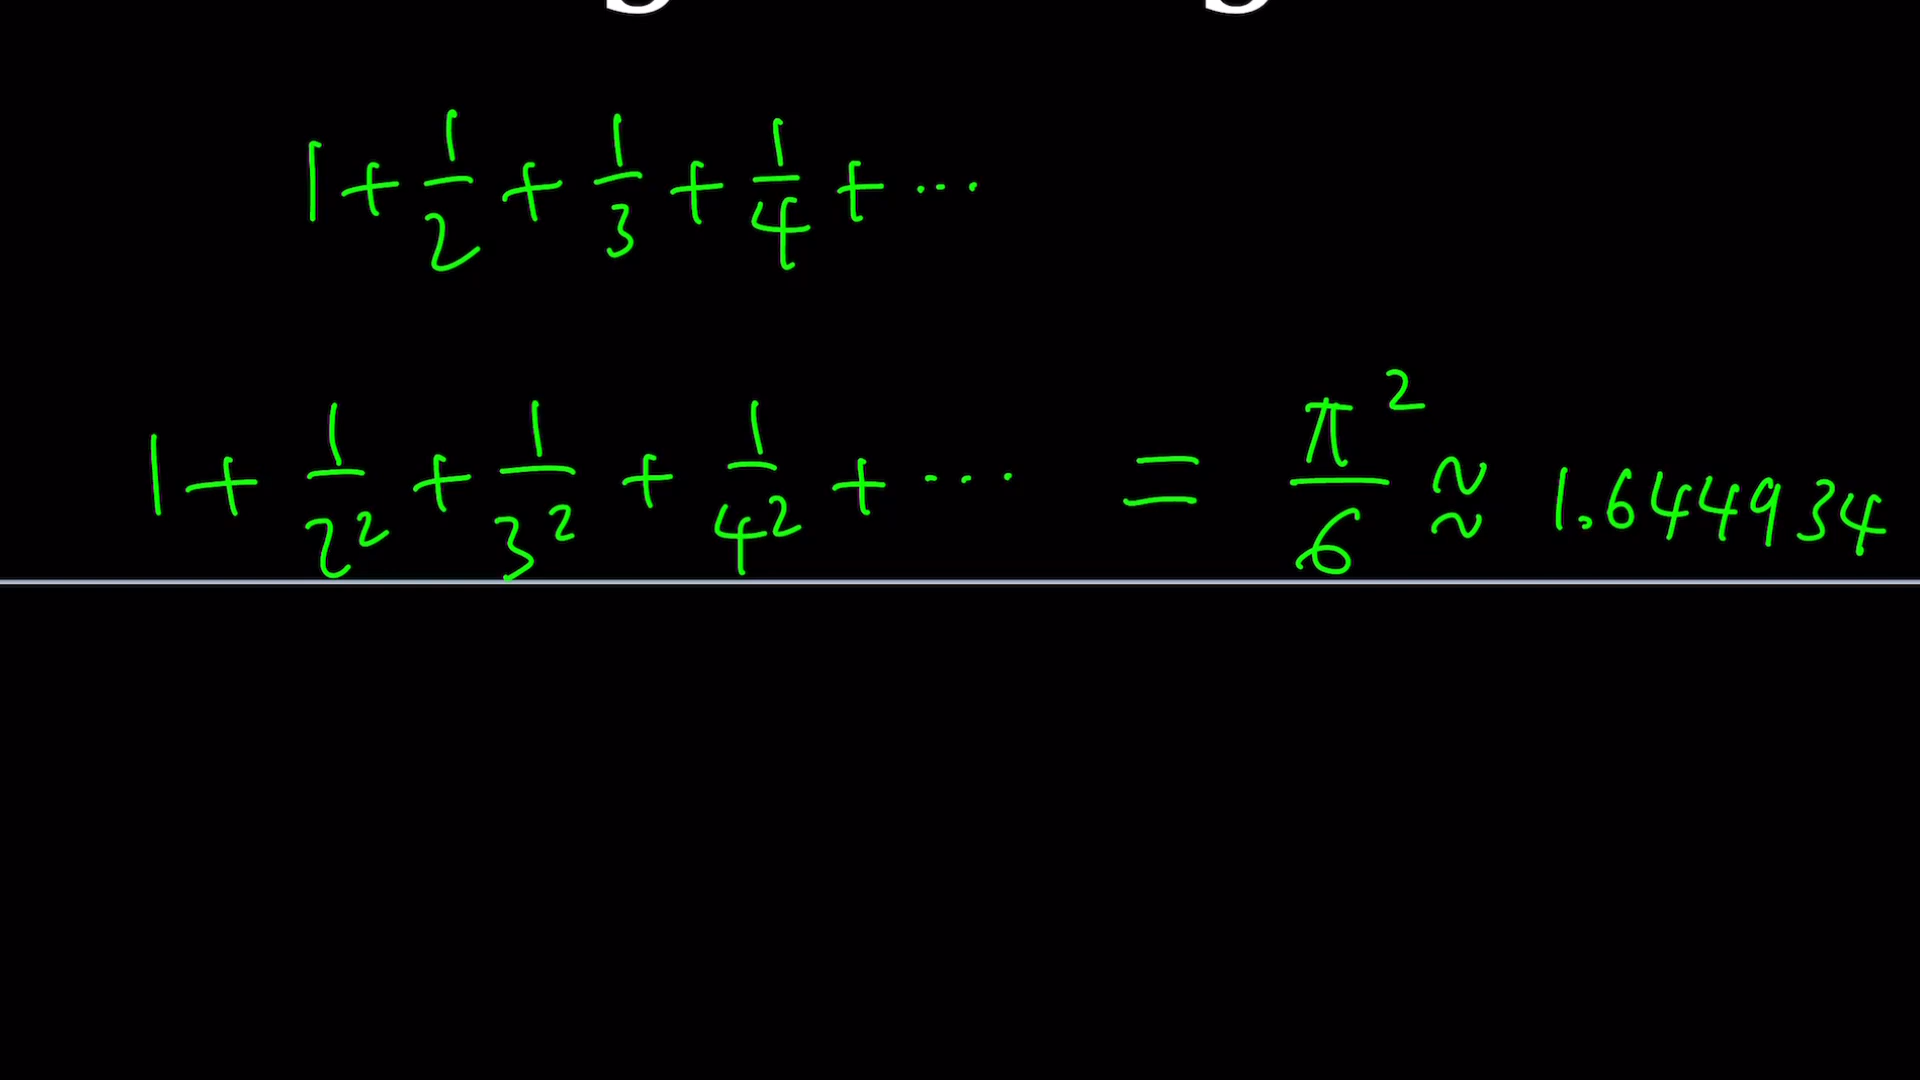 1 + 1/2 + 1/3 + 1/4 + ...
1 + 1/2² + 1/3² + 1/4² + ... = π²/6 ≈ 1.644934